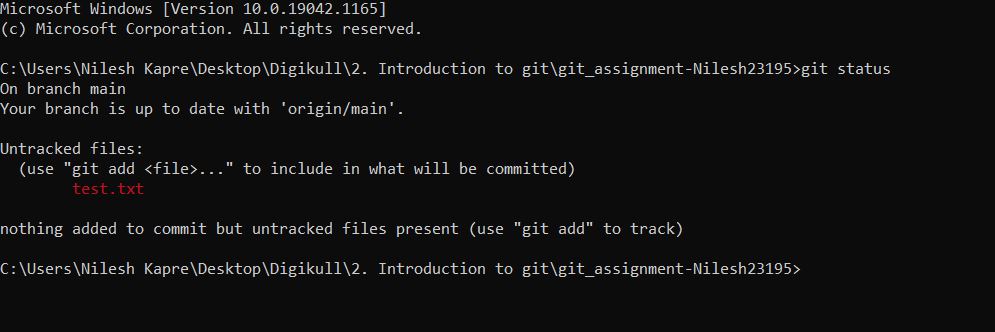 Microsoft Windows [Version 10.0.19042.1165]
(c) Microsoft Corporation. All rights reserved.
C:\Users\Nilesh Kapre\Desktop\Digikull\2. Introduction to git\git_assignment-Nilesh23195>git status
On branch main
Your branch is up to date with 'origin/main'.
Untracked files:
  (use "git add <file>..." to include in what will be committed)
        test.txt
nothing added to commit but untracked files present (use "git add" to track)
C:\Users\Nilesh Kapre\Desktop\Digikull\2. Introduction to git\git_assignment-Nilesh23195>